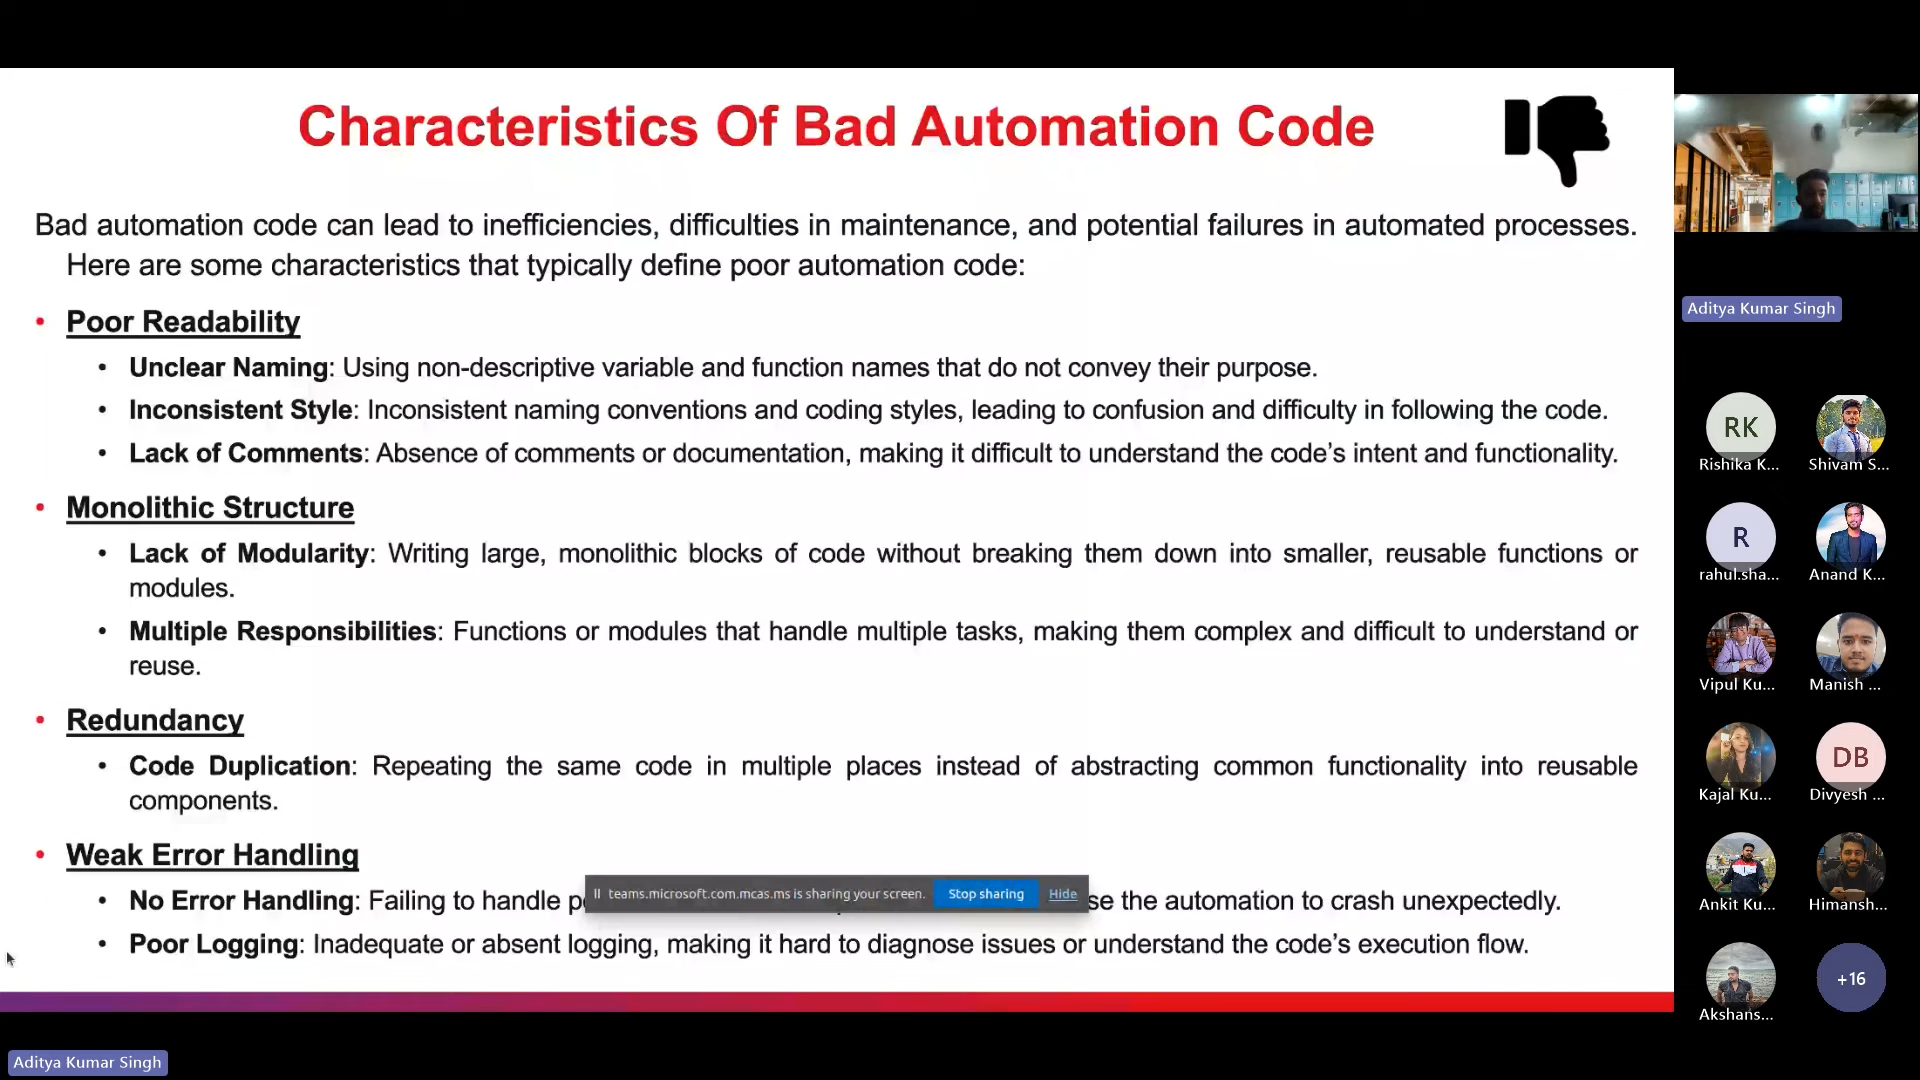 Characteristics Of Bad Automation Code
Bad automation code can lead to inefficiencies, difficulties in maintenance, and potential failures in automated processes.
Here are some characteristics that typically define poor automation code:
• Poor Readability
• Unclear Naming: Using non-descriptive variable and function names that do not convey their purpose.
• Inconsistent Style: Inconsistent naming conventions and coding styles, leading to confusion and difficulty in following the code.
• Lack of Comments: Absence of comments or documentation, making it difficult to understand the code’s intent and functionality.
• Monolithic Structure
• Lack of Modularity: Writing large, monolithic blocks of code without breaking them down into smaller, reusable functions or
modules.
• Multiple Responsibilities: Functions or modules that handle multiple tasks, making them complex and difficult to understand or
reuse.
• Redundancy
• Code Duplication: Repeating the same code in multiple places instead of abstracting common functionality into reusable
components.
• Weak Error Handling
• No Error Handling: Failing to handle
teams.microsoft.com.mcas.ms is sharing your screen. Stop sharing Hide
the automation to crash unexpectedly.
• Poor Logging: Inadequate or absent logging, making it hard to diagnose issues or understand the code’s execution flow.
Aditya Kumar Singh
Aditya Kumar Singh
RK
Rishika K...
Shivam S...
R
rahul.sha...
Anand K...
Vipul Ku...
Manish ...
Kajal Ku...
DB
Divyesh ...
Ankit Ku...
Himansh...
Akshans...
+16